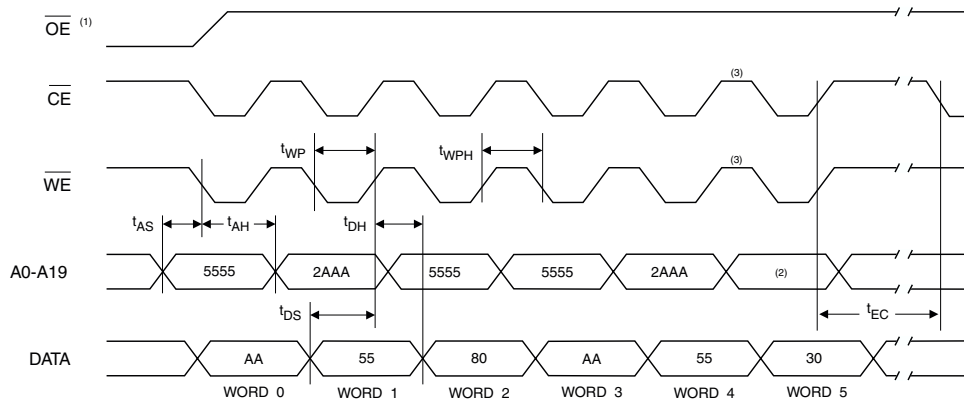 OE (1)
CE (3)
tWP tWPH
WE (3)
tAS tAH tDH
A0-A19 5555 2AAA 5555 5555 2AAA (2)
tDS tEC
DATA AA 55 80 AA 55 30
WORD 0 WORD 1 WORD 2 WORD 3 WORD 4 WORD 5